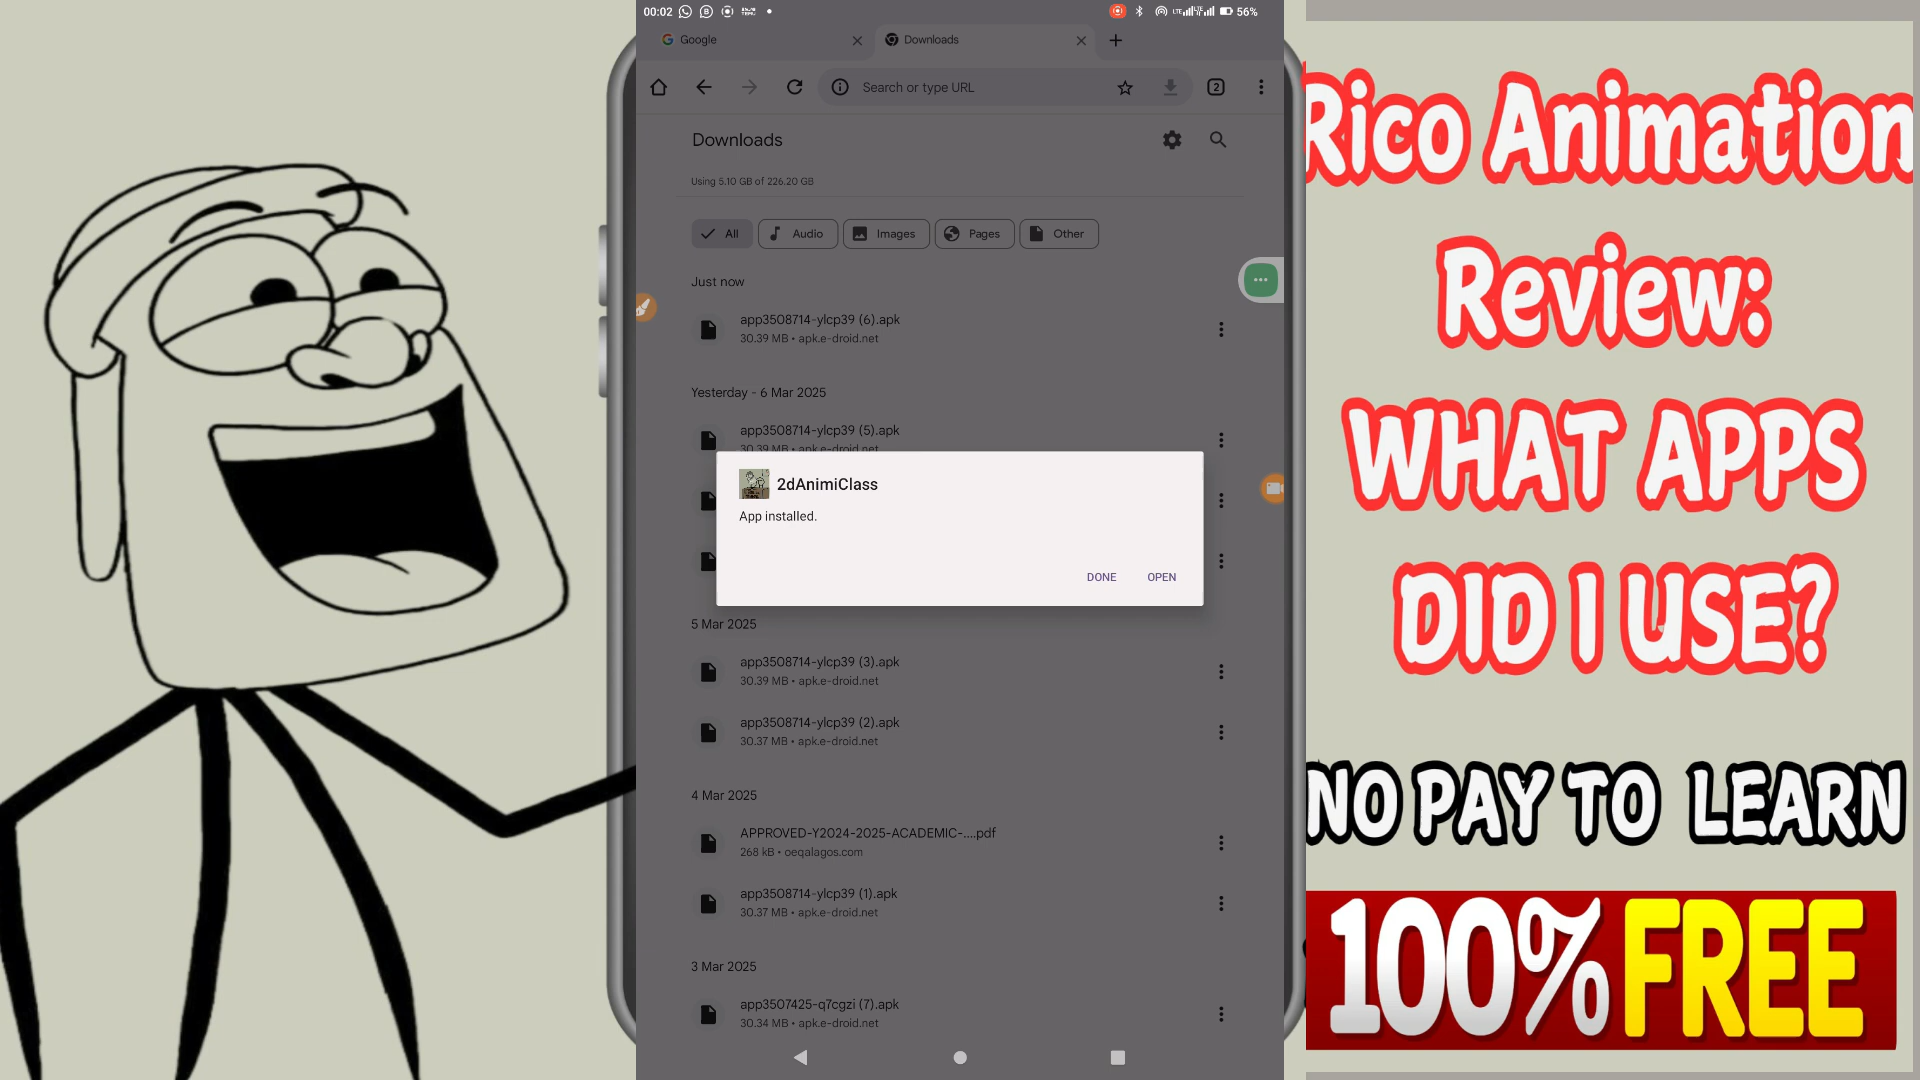 00:02
56%
Google
Downloads
Search or type URL
2
Downloads
Using 5.10 GB of 226.20 GB
All
Audio
Images
Pages
Other
Just now
app3508714-ylcp39 (6).apk
30.39 MB • apk.e-droid.net
Yesterday - 6 Mar 2025
app3508714-ylcp39 (5).apk
30.39 MB • apk.e-droid.net
2dAnimiClass
App installed.
DONE
OPEN
5 Mar 2025
app3508714-ylcp39 (3).apk
30.39 MB • apk.e-droid.net
app3508714-ylcp39 (2).apk
30.37 MB • apk.e-droid.net
4 Mar 2025
APPROVED-Y2024-2025-ACADEMIC-....pdf
268 kB • oeqalagos.com
app3508714-ylcp39 (1).apk
30.37 MB • apk.e-droid.net
3 Mar 2025
app3507425-q7cgzi (7).apk
30.34 MB • apk.e-droid.net
Rico Animation
Review:
WHAT APPS
DID I USE?
NO PAY TO LEARN
100% FREE